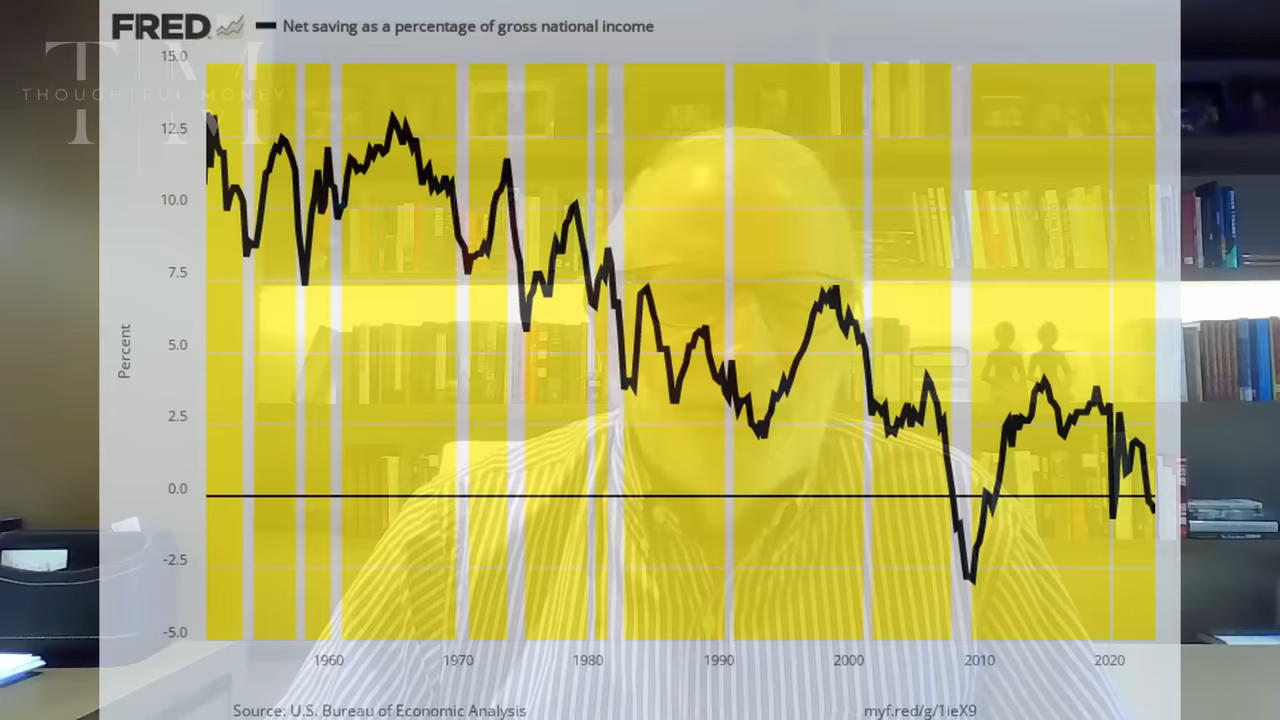 FRED
Net saving as a percentage of gross national income
TM
THOUGHTFUL MONEY
15.0
12.5
10.0
7.5
5.0
2.5
0.0
-2.5
-5.0
Percent
1960
1970
1980
1990
2000
2010
2020
Source: U.S. Bureau of Economic Analysis
myf.red/g/1ieX9